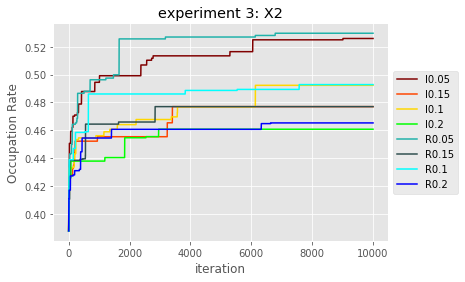 experiment 3: X2
Occupation Rate
0.52
0.50
0.48
0.46
0.44
0.42
0.40
0
2000
4000
6000
8000
10000
iteration
I0.05
I0.15
I0.1
I0.2
R0.05
R0.15
R0.1
R0.2